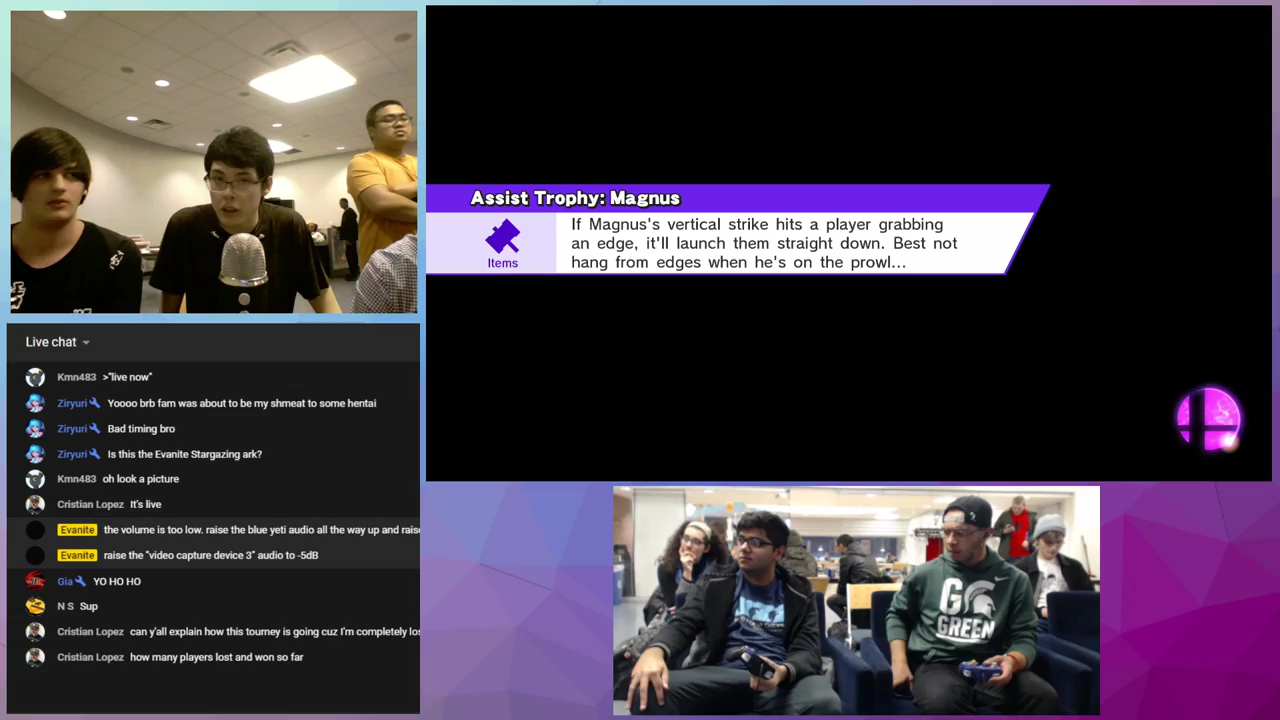 Assist Trophy: Magnus
Items
If Magnus's vertical strike hits a player grabbing
an edge, it'll launch them straight down. Best not
hang from edges when he's on the prowl...
Live chat
Kmn483 >"live now"
Ziryuri Yoooo brb fam was about to be my shmeat to some hentai
Ziryuri Bad timing bro
Ziryuri Is this the Evanite Stargazing ark?
Kmn483 oh look a picture
Cristian Lopez It's live
Evanite the volume is too low. raise the blue yeti audio all the way up and raise
Evanite raise the "video capture device 3" audio to -5dB
Gia YO HO HO
N S Sup
Cristian Lopez can y'all explain how this tourney is going cuz I'm completely los
Cristian Lopez how many players lost and won so far
GO
GREEN